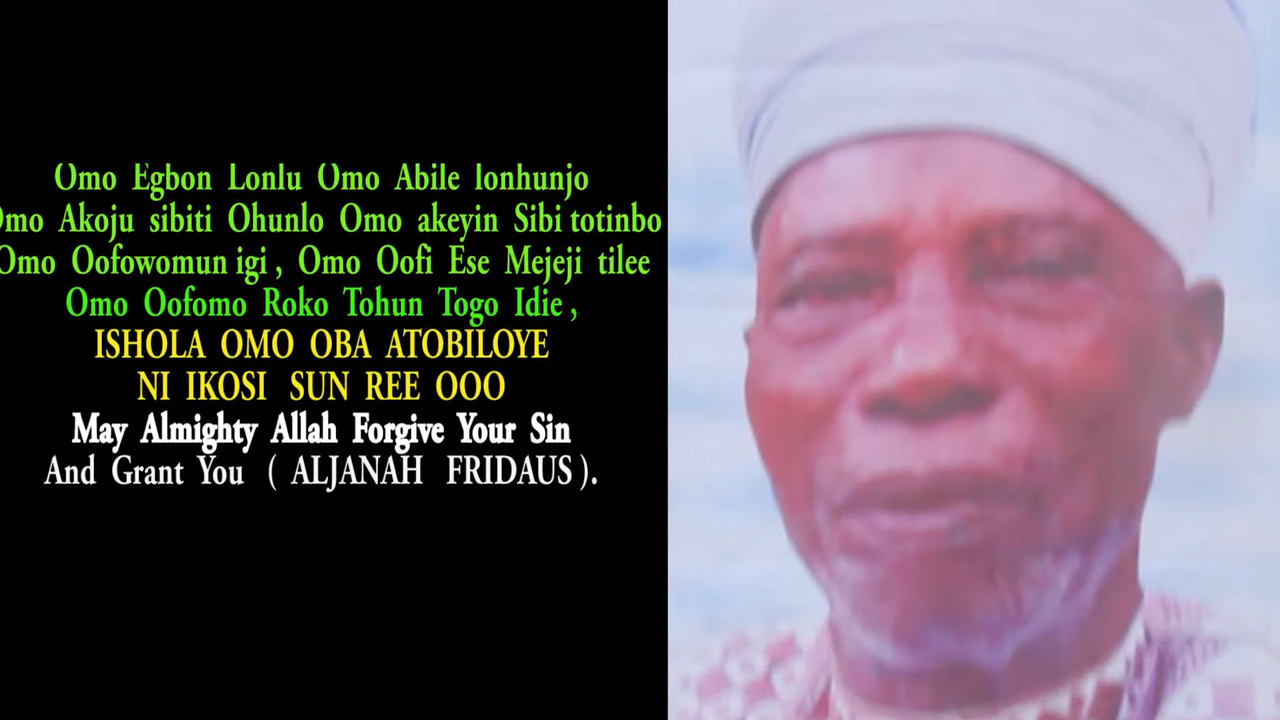 Omo Egbon Lonlu Omo Abile lonhunjo
Omo Akoju sibiti Ohunlo Omo akeyin Sibi totinbo
Omo Oofowomun igi , Omo Oofi Ese Mejeji tilee
Omo Oofomo Roko Tohun Togo Idie ,
ISHOLA OMO OBA ATOBILOYE
NI IKOSI SUN REE OOO
May Almighty Allah Forgive Your Sin
And Grant You ( ALJANAH FRIDAUS ).